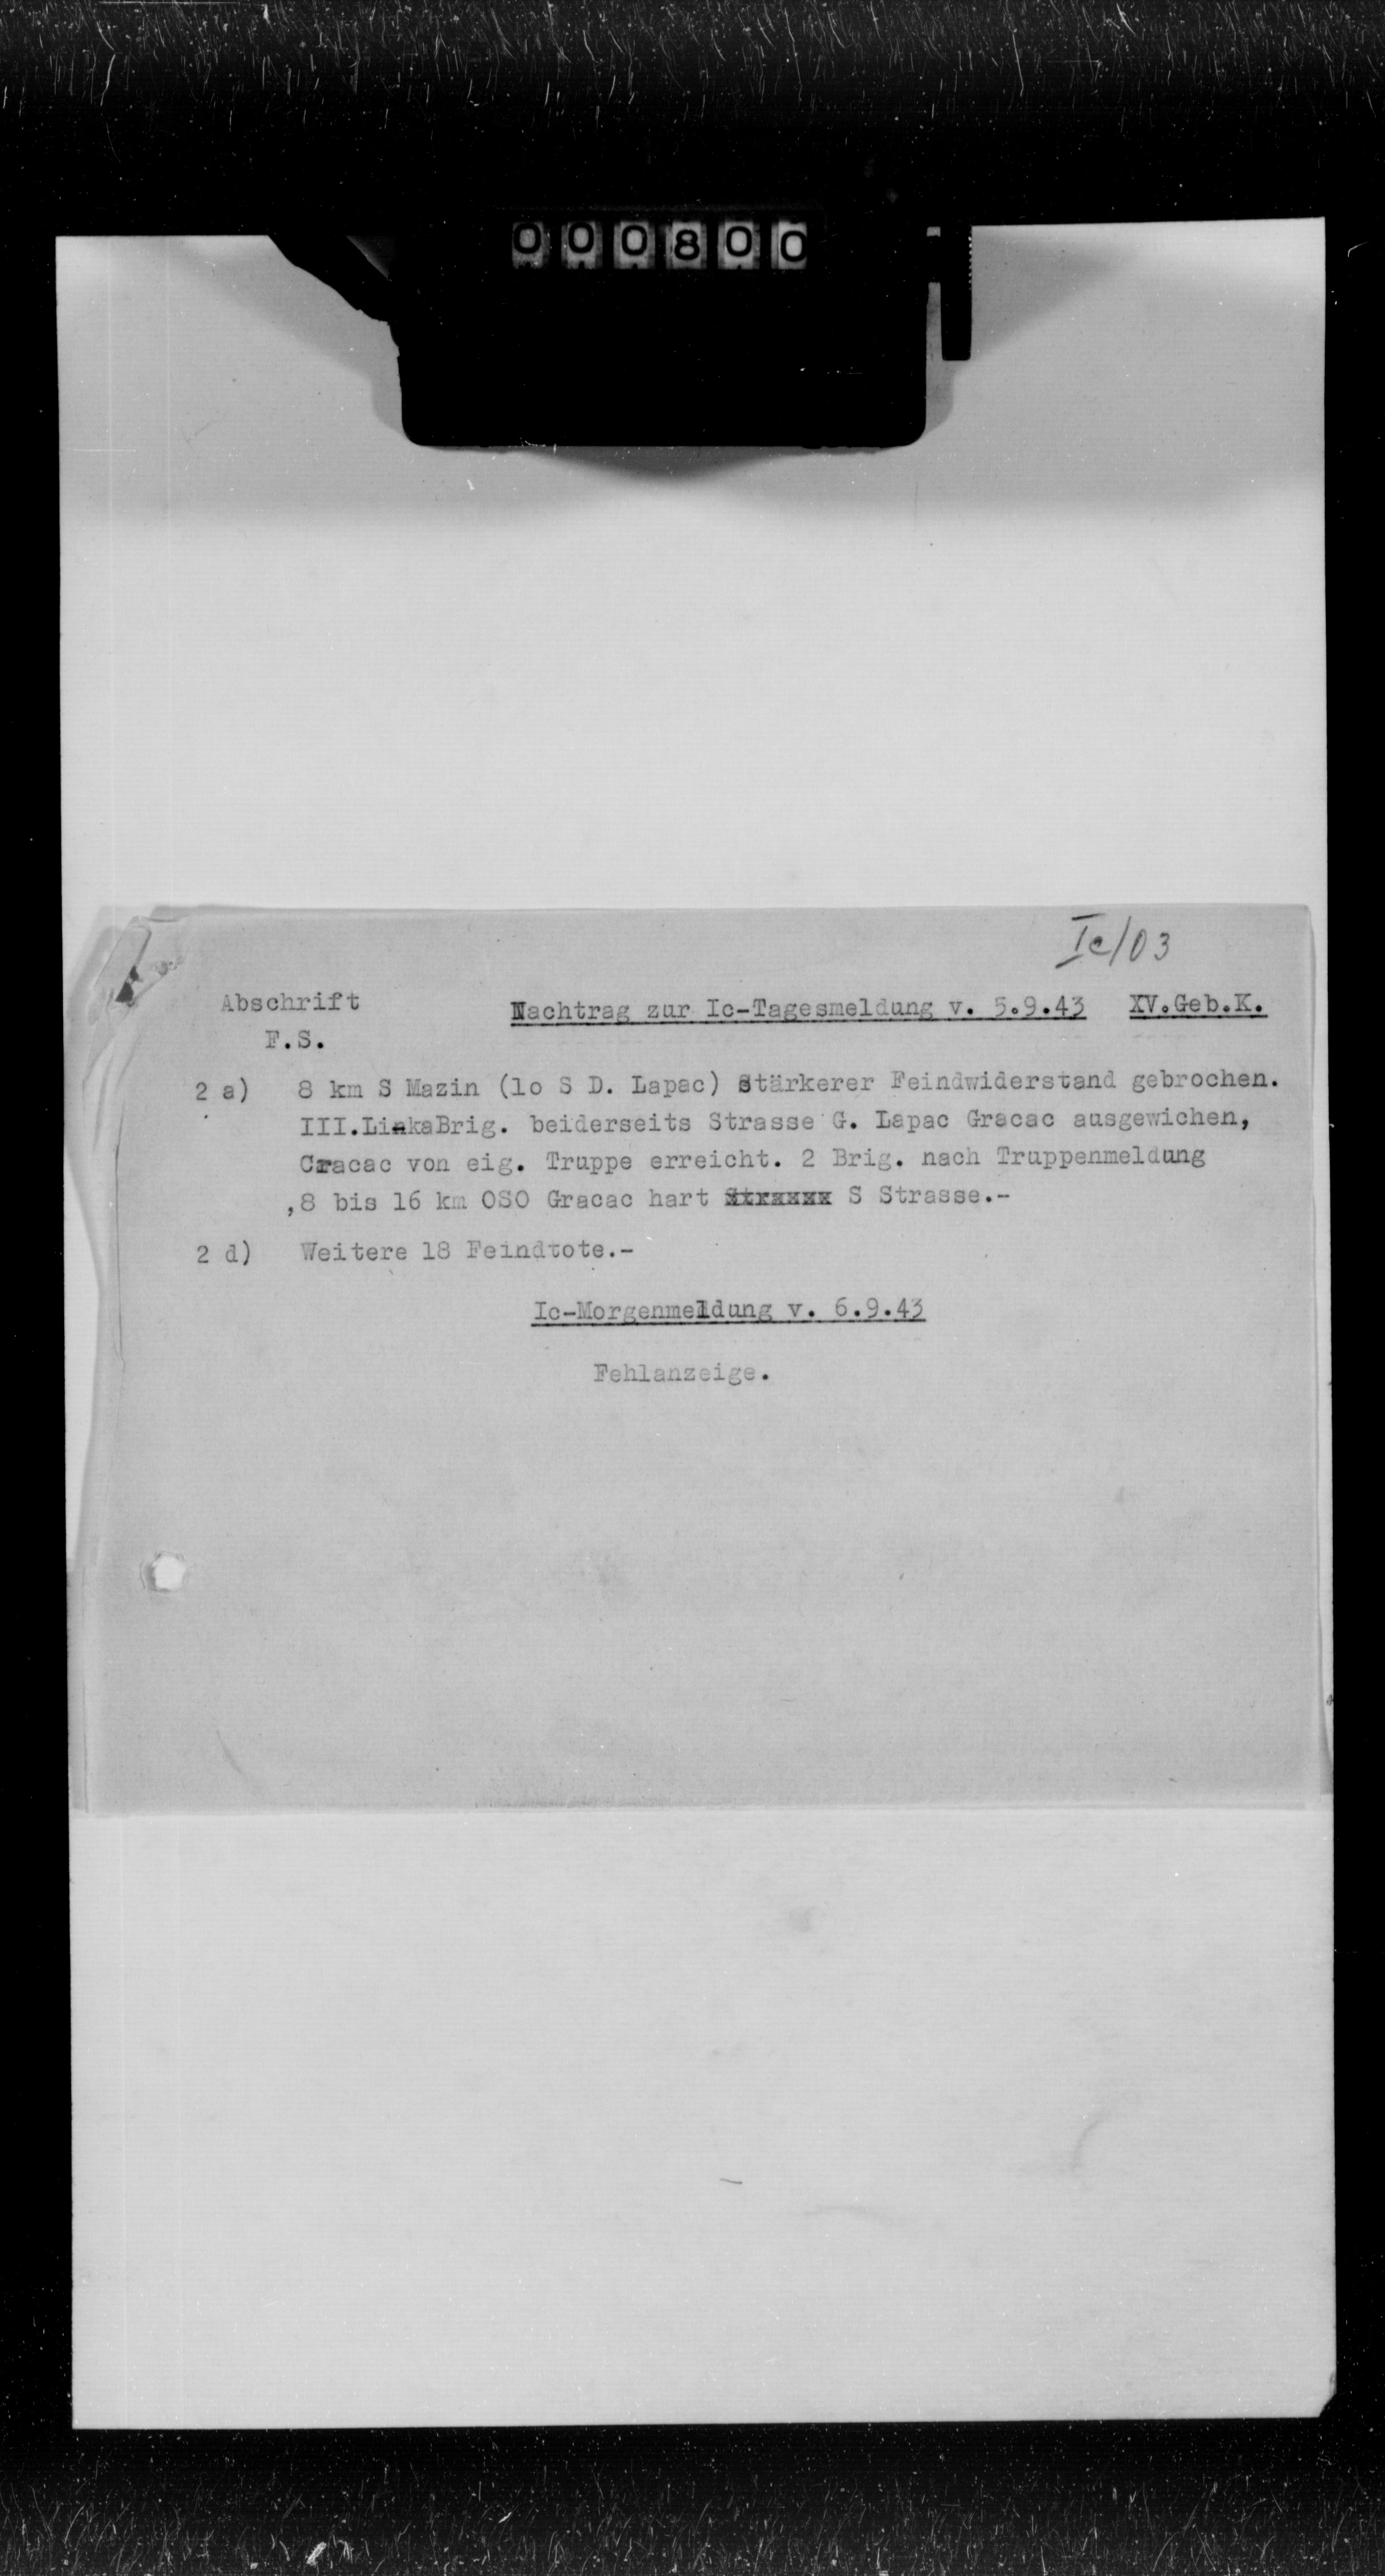 000800
Ic/03
Abschrift Nachtrag zur Ic-Tagesmeldung v. 5.9.43 XV.Geb.K.
F.S.
2 a) 8 km S Mazin (lo S D. Lapac) Stärkerer Feindwiderstand gebrochen.
III.LiakaBrig. beiderseits Strasse G. Lapac Gracac ausgewichen,
Cracac von eig. Truppe erreicht. 2 Brig. nach Truppenmeldung
,8 bis 16 km OSO Gracac hart S Strasse.-
2 d) Weitere 18 Feindtote.-
Ic-Morgenmeldung v. 6.9.43
Fehlanzeige.